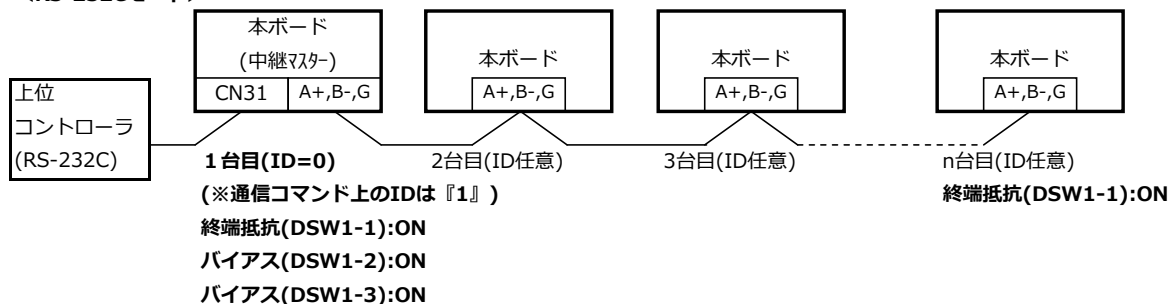 本ボード
(中継ﾏｽﾀｰ)
CN31
A+,B-,G
本ボード
A+,B-,G
本ボード
A+,B-,G
本ボード
A+,B-,G
上位
コントローラ
(RS-232C)
1台目(ID=0)
(※通信コマンド上のIDは『1』)
終端抵抗(DSW1-1):ON
バイアス(DSW1-2):ON
バイアス(DSW1-3):ON
2台目(ID任意)
3台目(ID任意)
n台目(ID任意)
終端抵抗(DSW1-1):ON